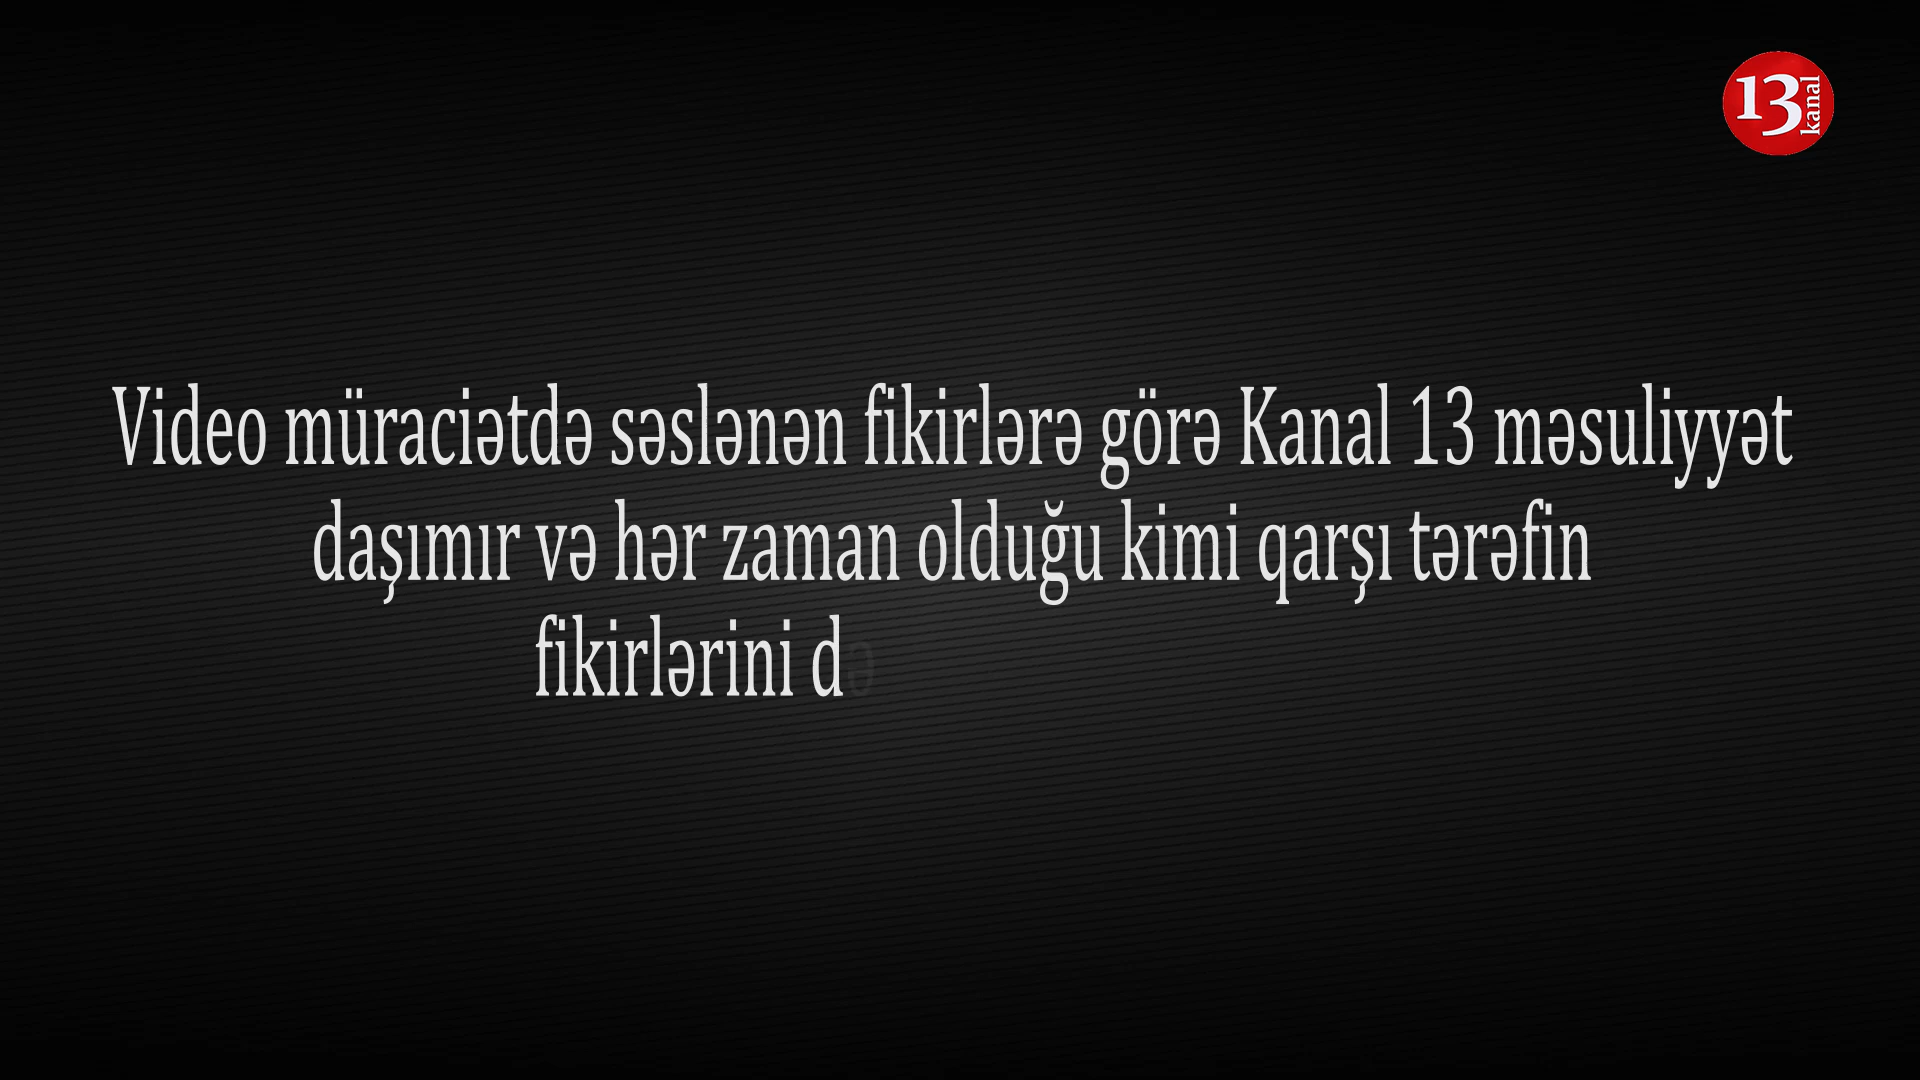 13 kanal
Video müraciətdə səslənən fikirlərə görə Kanal 13 məsuliyyət
daşımır və hər zaman olduğu kimi qarşı tərəfin
fikirlərini də